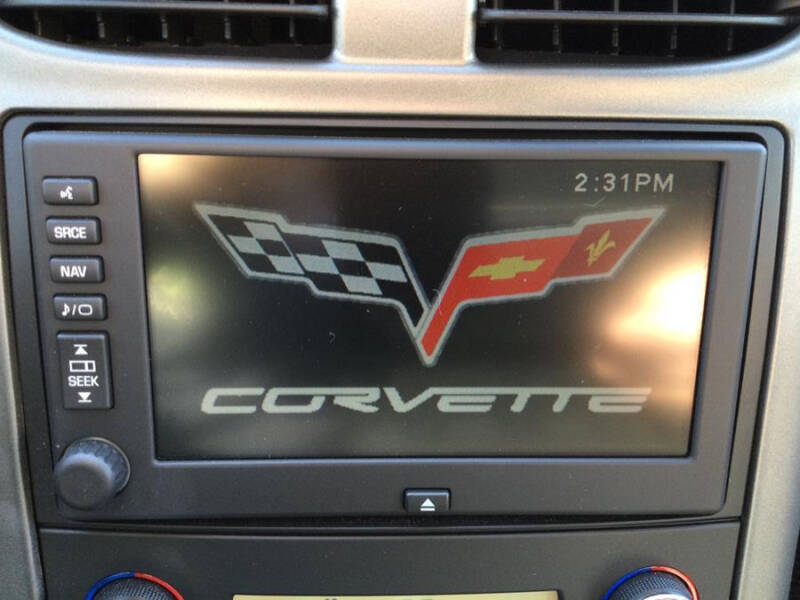 2:31PM
SRCE
NAV
SEEK
CORVETTE